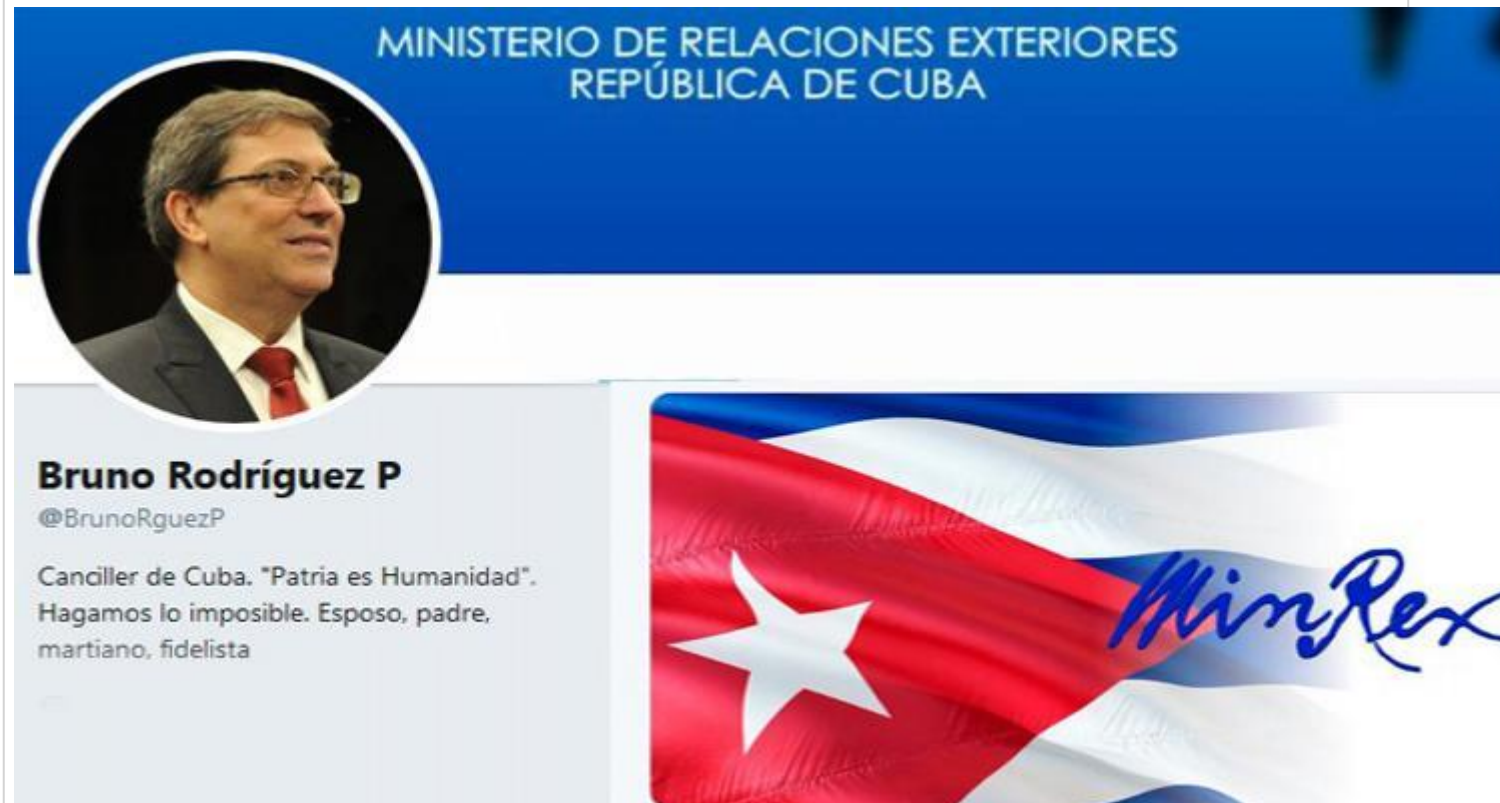 MINISTERIO DE RELACIONES EXTERIORES
REPÚBLICA DE CUBA
Bruno Rodríguez P
@BrunoRguezP
Canciller de Cuba. "Patria es Humanidad".
Hagamos lo imposible. Esposo, padre,
martiano, fidelista
MinRex